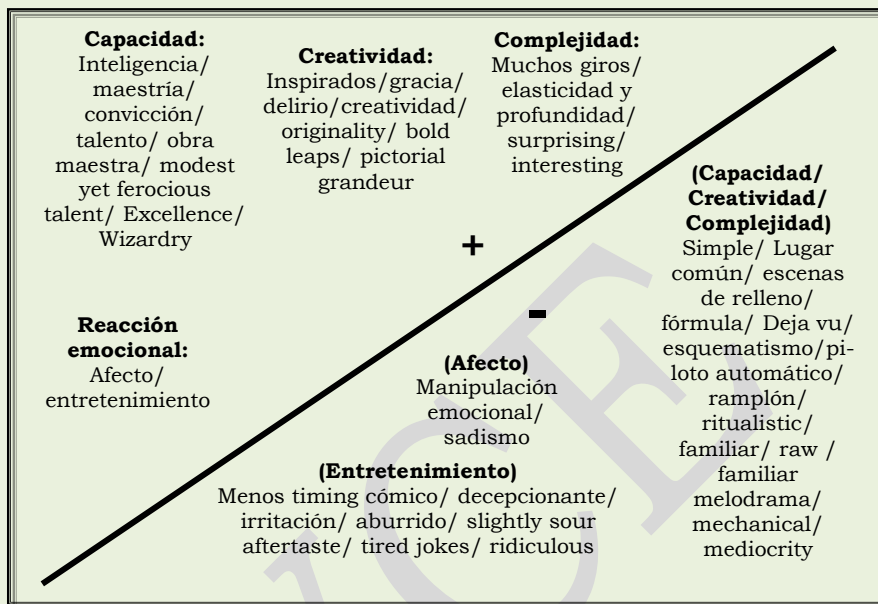 Capacidad:
Inteligencia/
maestría/
convicción/
talento/ obra
maestra/ modest
yet ferocious
talent/ Excellence/
Wizardry
Creatividad:
Inspirados/gracia/
delirio/creatividad/
originality/ bold
leaps/ pictorial
grandeur
Complejidad:
Muchos giros/
elasticidad y
profundidad/
surprising/
interesting
+
Reacción
emocional:
Afecto/
entretenimiento
-
(Afecto)
Manipulación
emocional/
sadismo
(Entretenimiento)
Menos timing cómico/ decepcionante/
irritación/ aburrido/ slightly sour
aftertaste/ tired jokes/ ridiculous
(Capacidad/
Creatividad/
Complejidad)
Simple/ Lugar
común/ escenas
de relleno/
fórmula/ Deja vu/
esquematismo/pi-
loto automático/
ramplón/
ritualistic/
familiar/ raw /
familiar
melodrama/
mechanical/
mediocrity